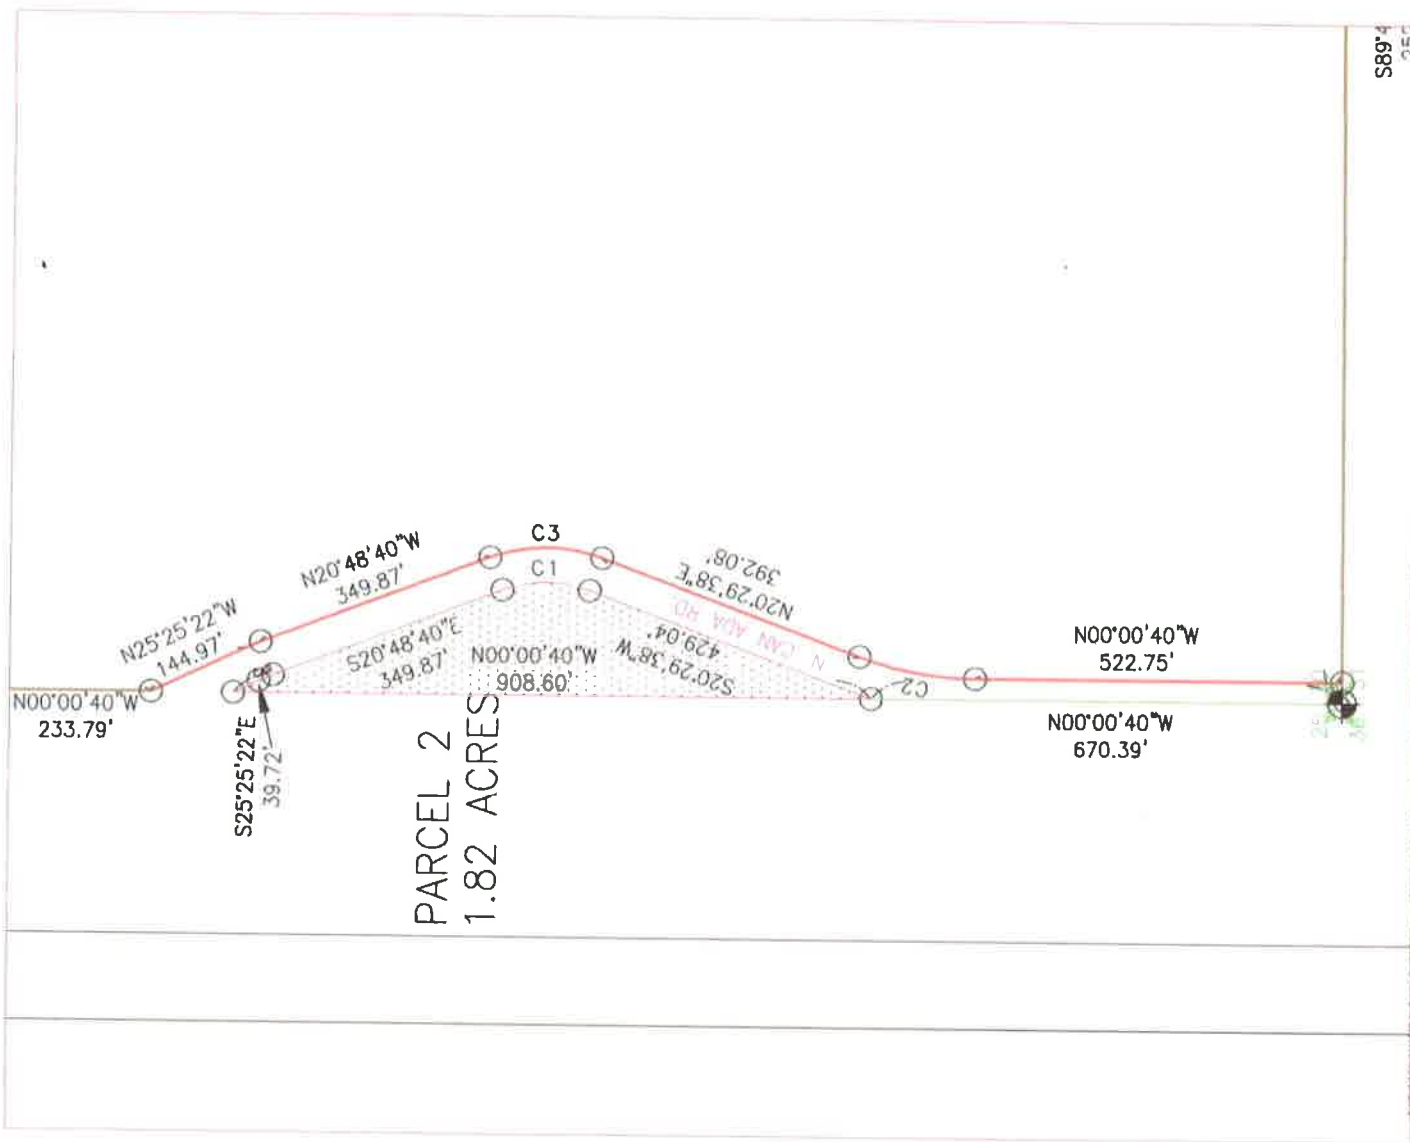 S89°4
C3
N20°48'40"W
349.87'
C1
N25°25'22"W
144.97'
N20°29'38"E
392.08'
N CAN ADA RD
S20°48'40"E
349.87'
N00°00'40"W
908.60'
S20°29'38"W
429.04'
C2
N00°00'40"W
522.75'
N00°00'40"W
670.39'
N00°00'40"W
233.79'
S25°25'22"E
39.72'
PARCEL 2
1.82 ACRES